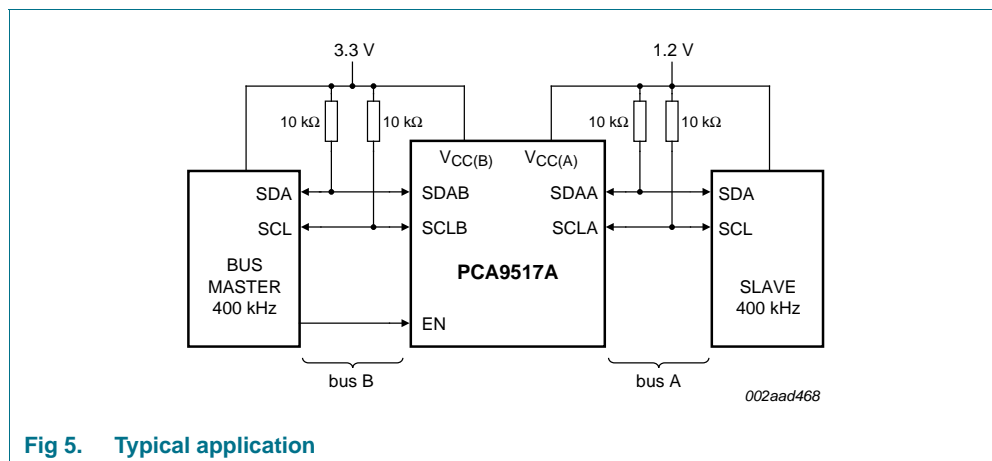 3.3 V
1.2 V
10 kΩ
10 kΩ
10 kΩ
10 kΩ
VCC(B)
VCC(A)
SDA
SDAB
SDAA
SDA
SCL
SCLB
SCLA
SCL
BUS
MASTER
400 kHz
PCA9517A
SLAVE
400 kHz
EN
bus B
bus A
002aad468
Fig 5. Typical application